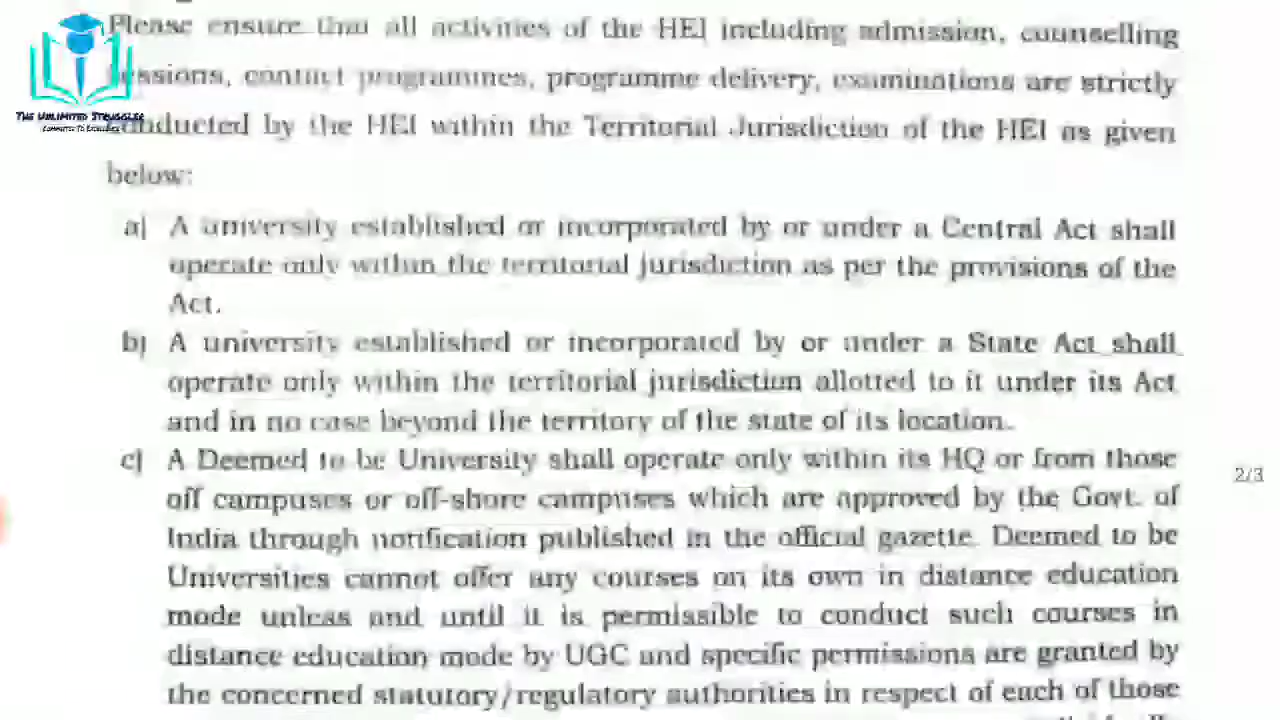 Please ensure that all activities of the HEI including admission, counselling
sessions, contact programmes, programme delivery, examinations are strictly
conducted by the HEI within the Territorial Jurisdiction of the HEI as given
below:
a) A university established or incorporated by or under a Central Act shall
operate only within the territorial jurisdiction as per the provisions of the
Act.
b) A university established or incorporated by or under a State Act shall
operate only within the territorial jurisdiction allotted to it under its Act
and in no case beyond the territory of the state of its location.
c) A Deemed to be University shall operate only within its HQ or from those
off campuses or off-shore campuses which are approved by the Govt. of
India through notification published in the official gazette. Deemed to be
Universities cannot offer any courses on its own in distance education
mode unless and until it is permissible to conduct such courses in
distance education mode by UGC and specific permissions are granted by
the concerned statutory/regulatory authorities in respect of each of those
2/3
THE UNLIMITED STRUGGLER
COMMITTED TO EXCELLENCE